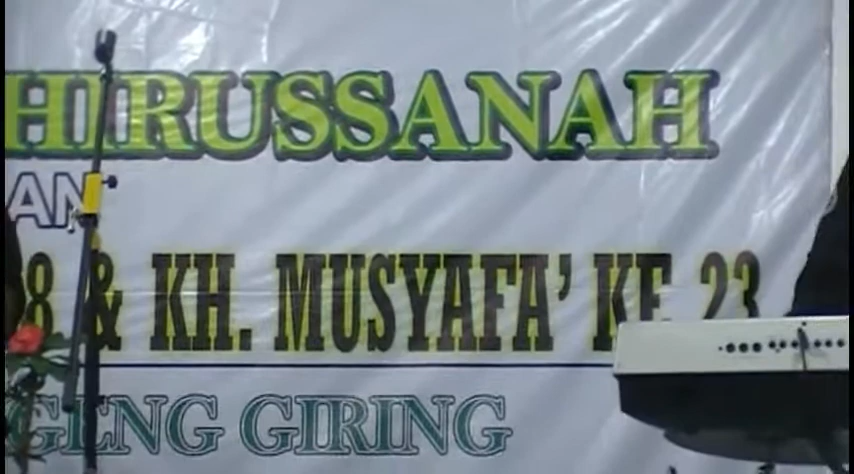 HIRUSSANAH
AN
8 & KH. MUSYAFA' KE 23
GENG GIRING